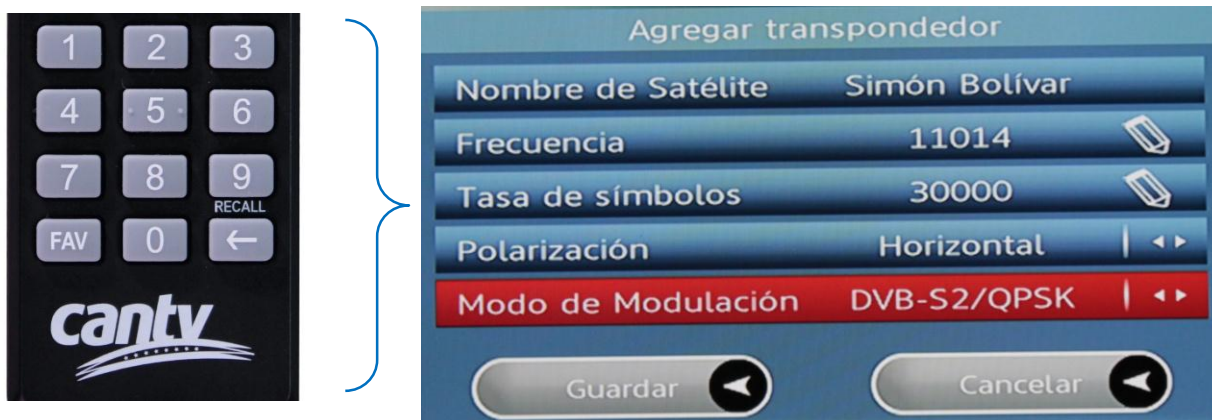 1 2 3
4 5 6
7 8 9
RECALL
FAV 0 ←
cantv
Agregar transpondedor
Nombre de Satélite Simón Bolívar
Frecuencia 11014
Tasa de símbolos 30000
Polarización Horizontal
Modo de Modulación DVB-S2/QPSK
Guardar Cancelar